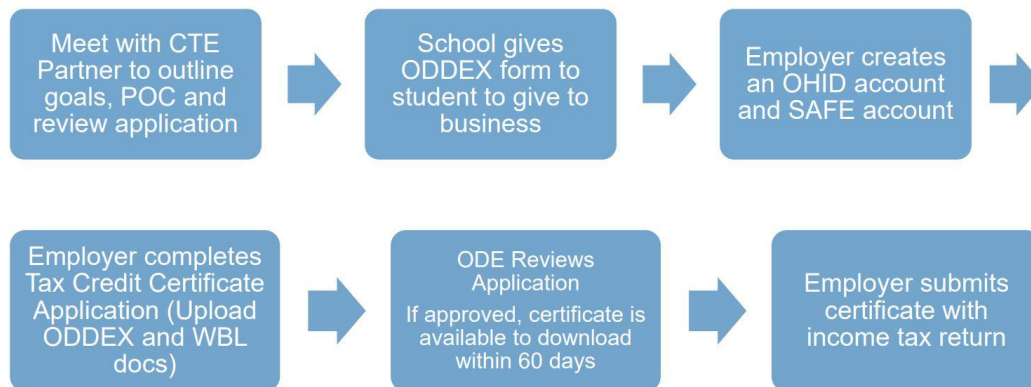 Meet with CTE
Partner to outline
goals, POC and
review application
School gives
ODDEX form to
student to give to
business
Employer creates
an OHID account
and SAFE account
Employer completes
Tax Credit Certificate
Application (Upload
ODDEX and WBL
docs)
ODE Reviews
Application
If approved, certificate is
available to download
within 60 days
Employer submits
certificate with
income tax return